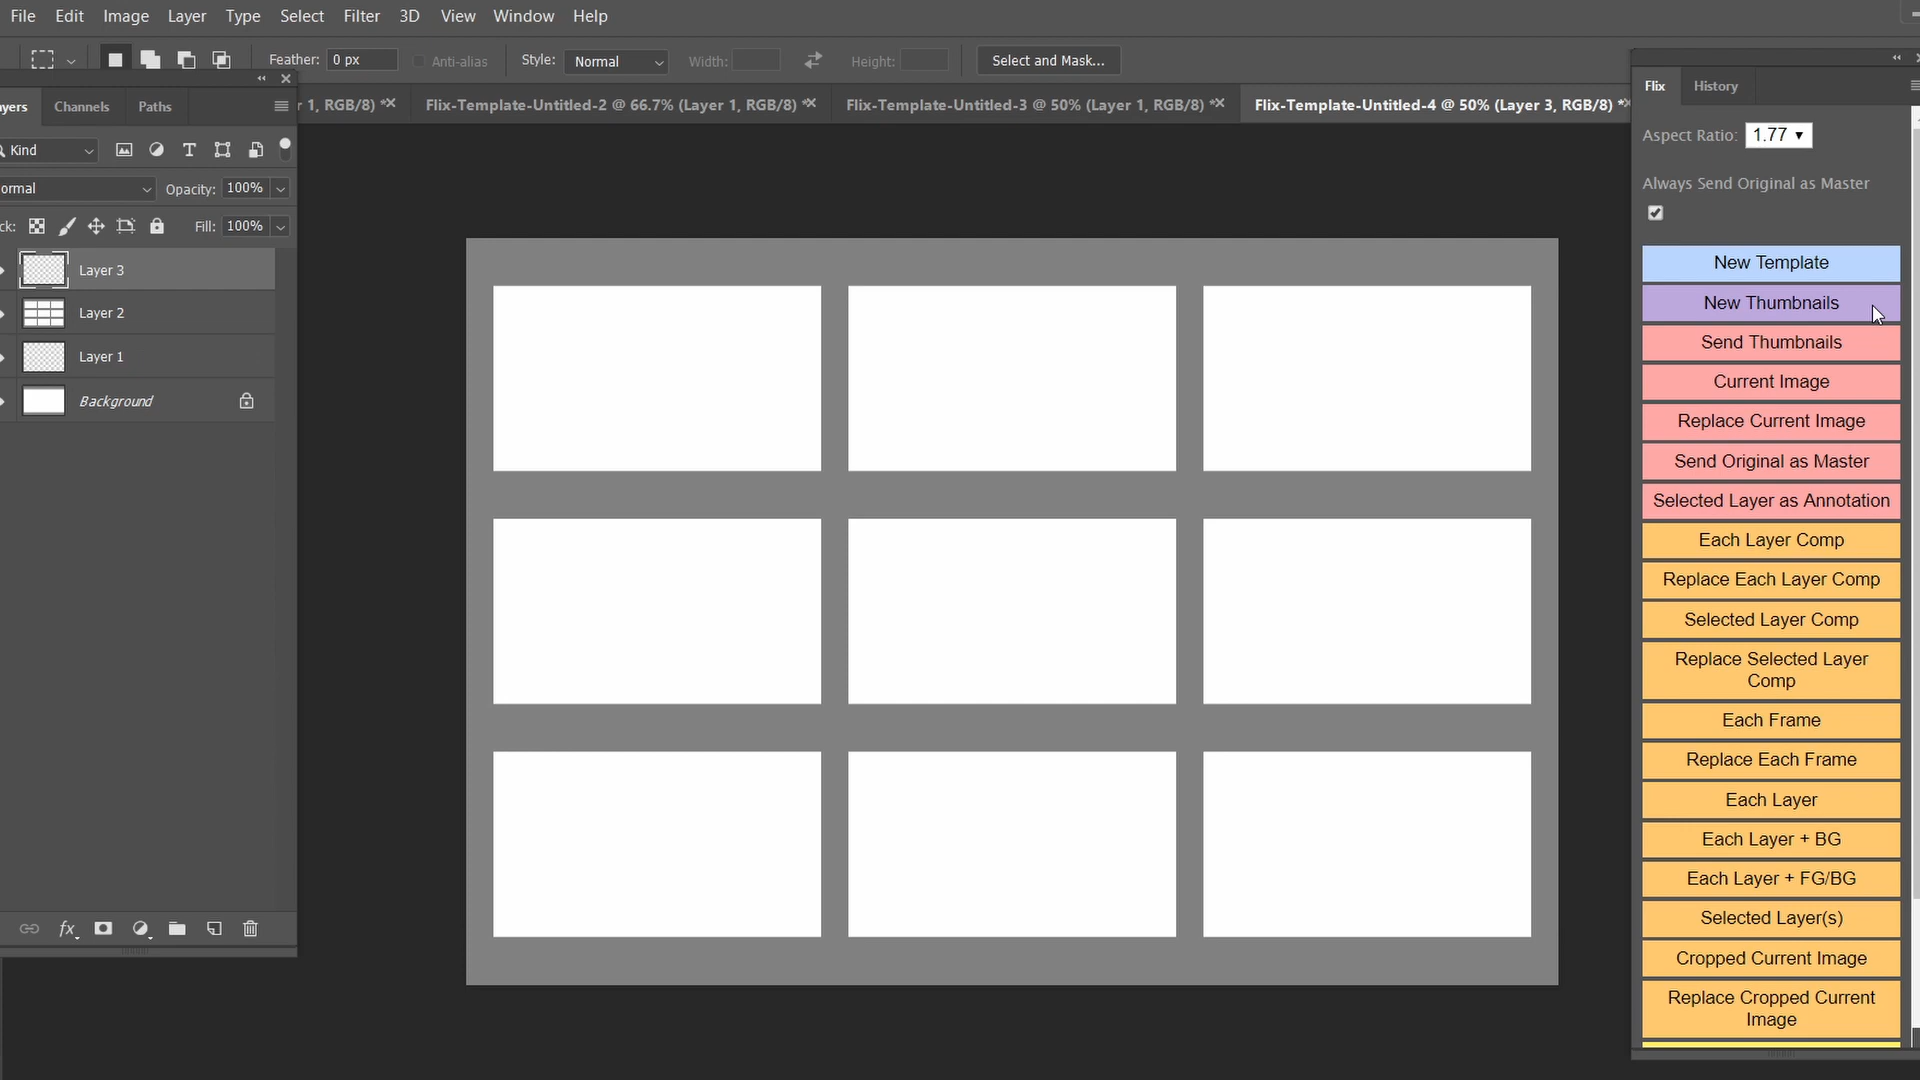 File Edit Image Layer Type Select Filter 3D View Window Help
Feather: 0 px Anti-alias Style: Normal Width: Height: Select and Mask...
ayers Channels Paths
r 1, RGB/8) * Flix-Template-Untitled-2 @ 66.7% (Layer 1, RGB/8) * Flix-Template-Untitled-3 @ 50% (Layer 1, RGB/8) * Flix-Template-Untitled-4 @ 50% (Layer 3, RGB/8) *
Kind
ormal Opacity: 100%
ck: Fill: 100%
Layer 3
Layer 2
Layer 1
Background
fx
Flix History
Aspect Ratio: 1.77
Always Send Original as Master
New Template
New Thumbnails
Send Thumbnails
Current Image
Replace Current Image
Send Original as Master
Selected Layer as Annotation
Each Layer Comp
Replace Each Layer Comp
Selected Layer Comp
Replace Selected Layer
Comp
Each Frame
Replace Each Frame
Each Layer
Each Layer + BG
Each Layer + FG/BG
Selected Layer(s)
Cropped Current Image
Replace Cropped Current
Image